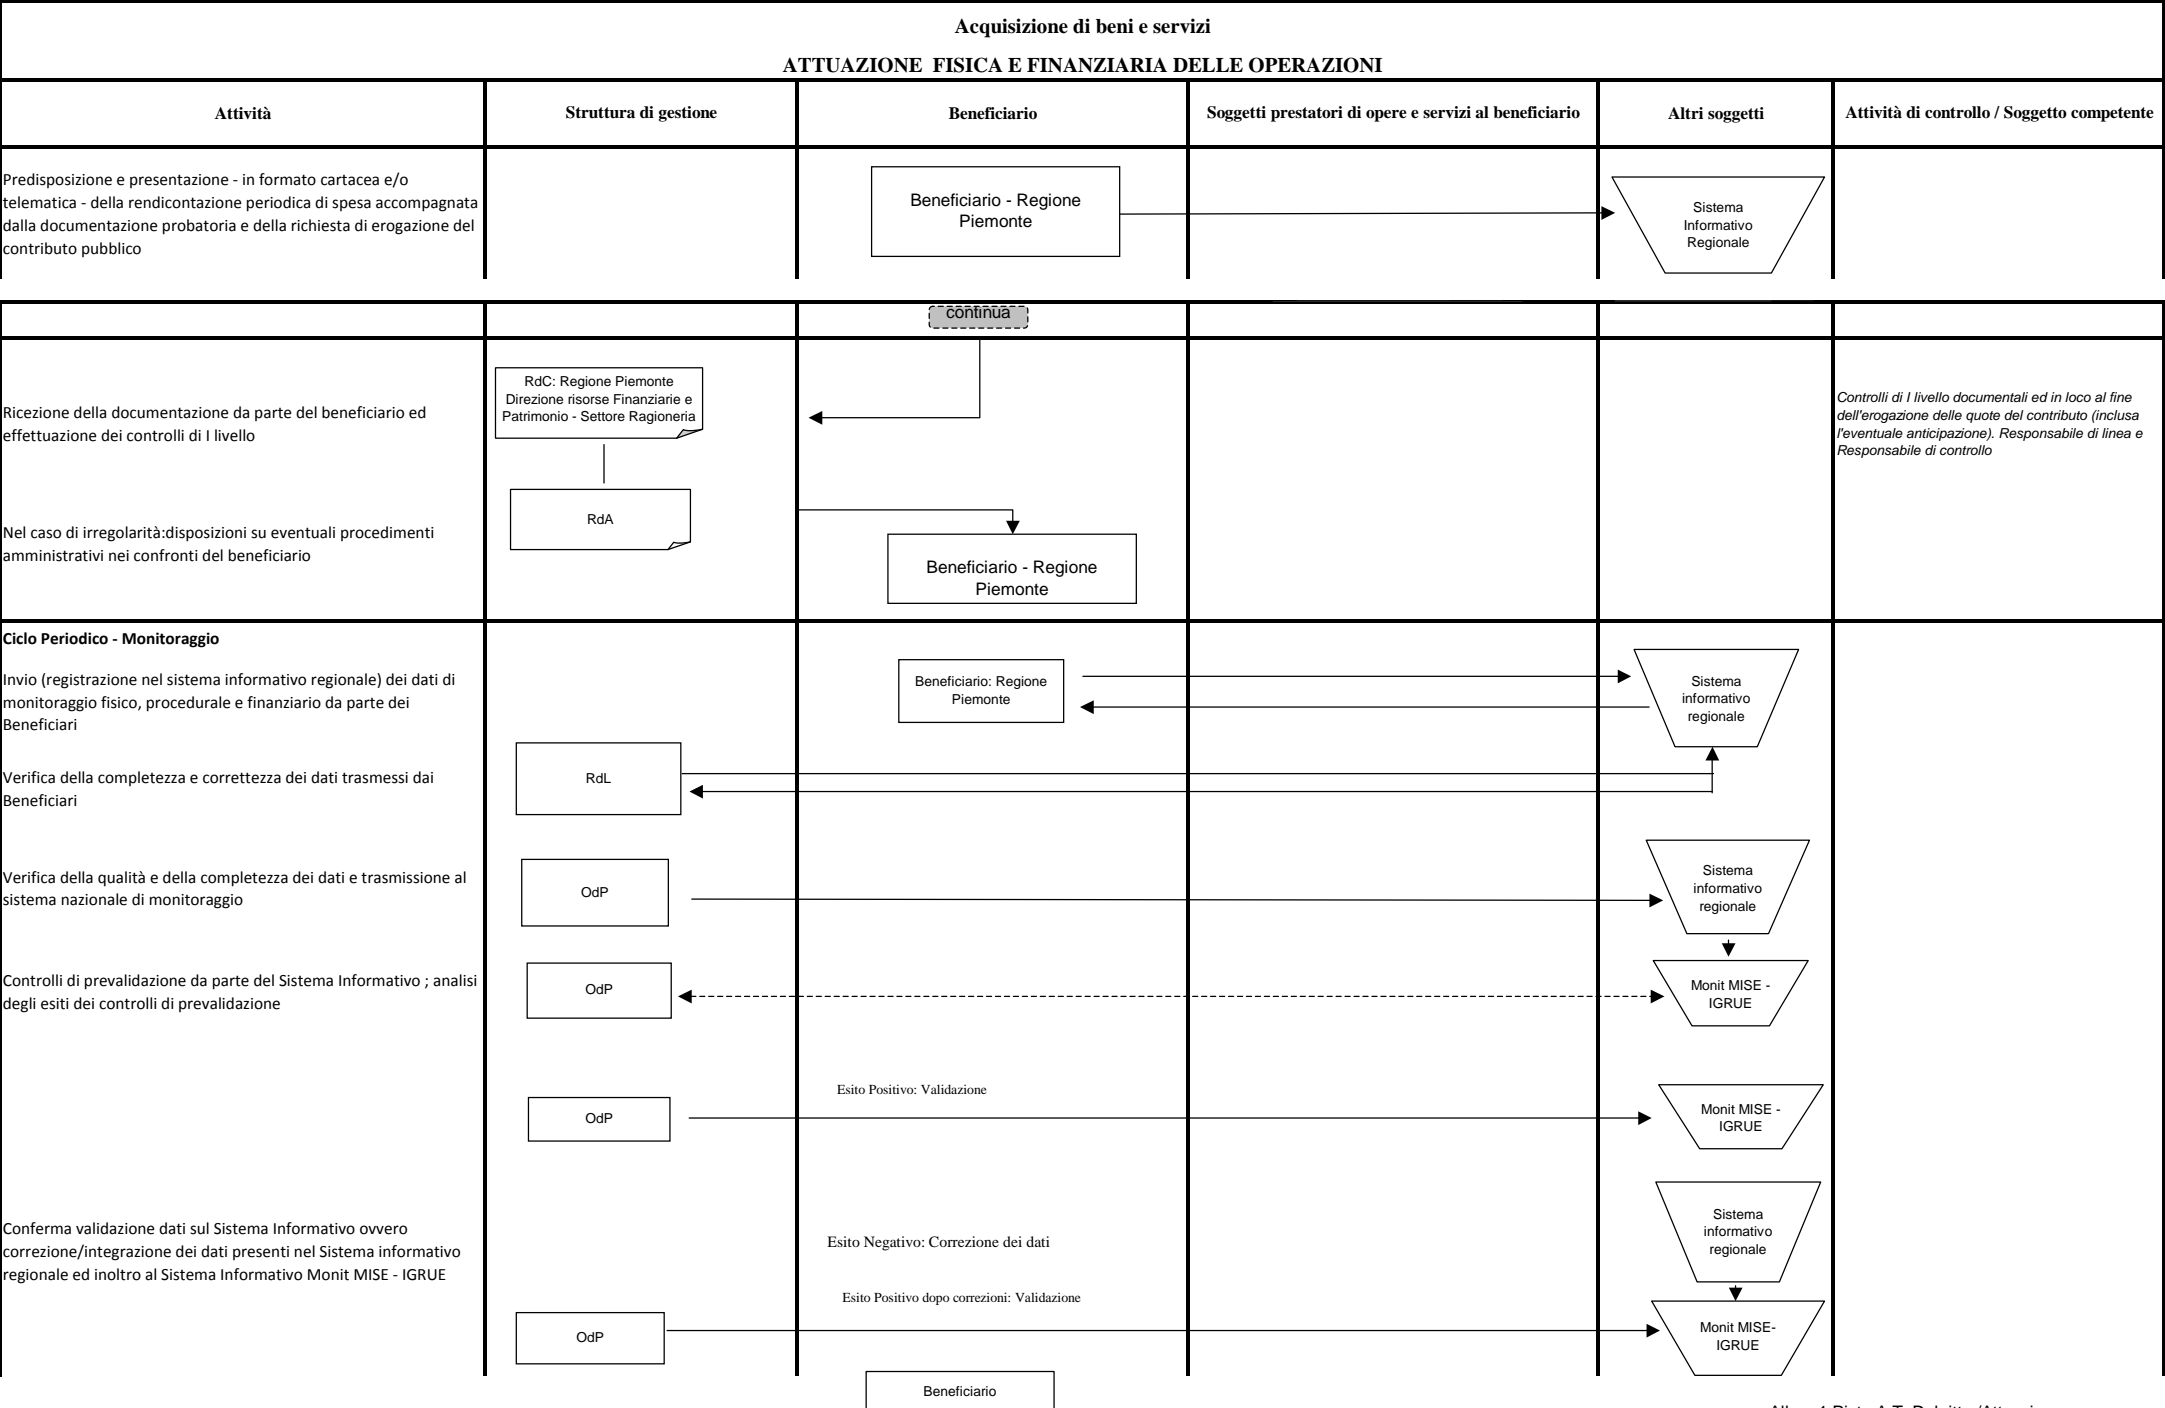 Acquisizione di beni e servizi
ATTUAZIONE FISICA E FINANZIARIA DELLE OPERAZIONI
Attività
Struttura di gestione
Beneficiario
Soggetti prestatori di opere e servizi al beneficiario
Altri soggetti
Attività di controllo / Soggetto competente
Predisposizione e presentazione - in formato cartacea e/o
telematica - della rendicontazione periodica di spesa accompagnata
dalla documentazione probatoria e della richiesta di erogazione del
contributo pubblico
Beneficiario - Regione
Piemonte
Sistema
Informativo
Regionale
continua
Ricezione della documentazione da parte del beneficiario ed
effettuazione dei controlli di I livello
RdC: Regione Piemonte
Direzione risorse Finanziarie e
Patrimonio - Settore Ragioneria
Controlli di I livello documentali ed in loco al fine
dell'erogazione delle quote del contributo (inclusa
l'eventuale anticipazione). Responsabile di linea e
Responsabile di controllo
Nel caso di irregolarità:disposizioni su eventuali procedimenti
amministrativi nei confronti del beneficiario
RdA
Beneficiario - Regione
Piemonte
Ciclo Periodico - Monitoraggio
Invio (registrazione nel sistema informativo regionale) dei dati di
monitoraggio fisico, procedurale e finanziario da parte dei
Beneficiari
Beneficiario: Regione
Piemonte
Sistema
informativo
regionale
Verifica della completezza e correttezza dei dati trasmessi dai
Beneficiari
RdL
Verifica della qualità e della completezza dei dati e trasmissione al
sistema nazionale di monitoraggio
OdP
Sistema
informativo
regionale
Controlli di prevalidazione da parte del Sistema Informativo ; analisi
degli esiti dei controlli di prevalidazione
OdP
Monit MISE -
IGRUE
Esito Positivo: Validazione
OdP
Monit MISE -
IGRUE
Conferma validazione dati sul Sistema Informativo ovvero
correzione/integrazione dei dati presenti nel Sistema informativo
regionale ed inoltro al Sistema Informativo Monit MISE - IGRUE
Esito Negativo: Correzione dei dati
Sistema
informativo
regionale
Esito Positivo dopo correzioni: Validazione
OdP
Monit MISE-
IGRUE
Beneficiario